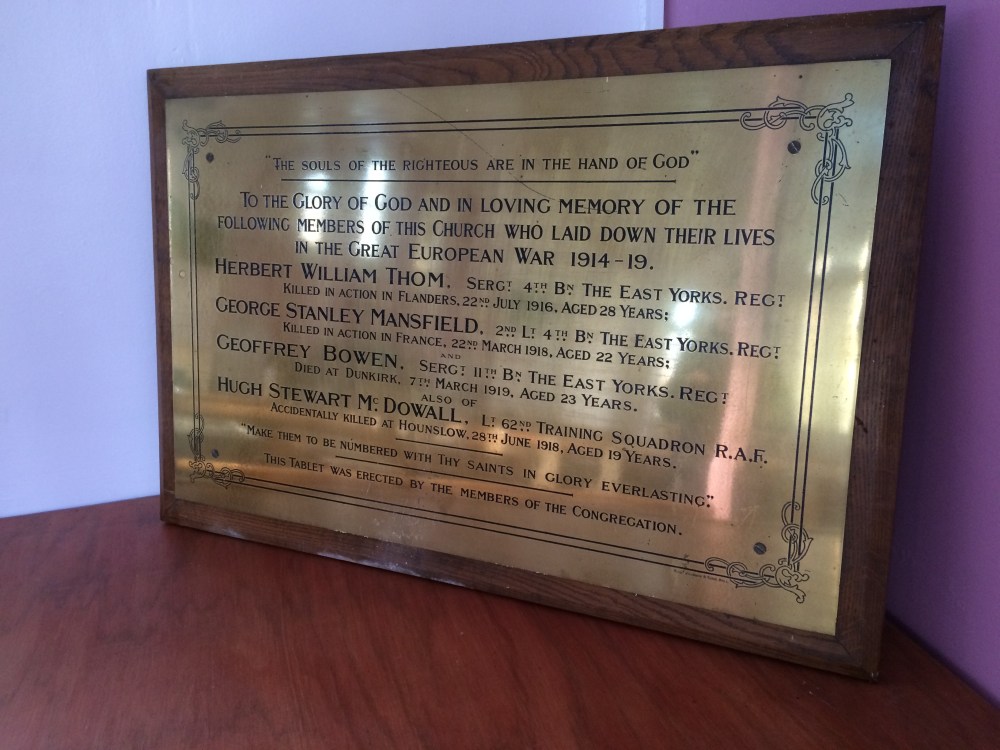 "THE SOULS OF THE RIGHTEOUS ARE IN THE HAND OF GOD"
TO THE GLORY OF GOD AND IN LOVING MEMORY OF THE
FOLLOWING MEMBERS OF THIS CHURCH WHO LAID DOWN THEIR LIVES
IN THE GREAT EUROPEAN WAR 1914-19.
HERBERT WILLIAM THOM, SERGT 4TH BN THE EAST YORKS. REGT
KILLED IN ACTION IN FLANDERS, 22ND JULY 1916, AGED 28 YEARS;
GEORGE STANLEY MANSFIELD, 2ND LT 4TH BN THE EAST YORKS. REGT
KILLED IN ACTION IN FRANCE, 22ND MARCH 1918, AGED 22 YEARS;
AND
GEOFFREY BOWEN, SERGT 11TH BN THE EAST YORKS. REGT
DIED AT DUNKIRK, 7TH MARCH 1919, AGED 23 YEARS.
ALSO OF
HUGH STEWART MCDOWALL, LT 62ND TRAINING SQUADRON R.A.F.
ACCIDENTALLY KILLED AT HOUNSLOW, 28TH JUNE 1918, AGED 19 YEARS.
"MAKE THEM TO BE NUMBERED WITH THY SAINTS IN GLORY EVERLASTING."
THIS TABLET WAS ERECTED BY THE MEMBERS OF THE CONGREGATION.